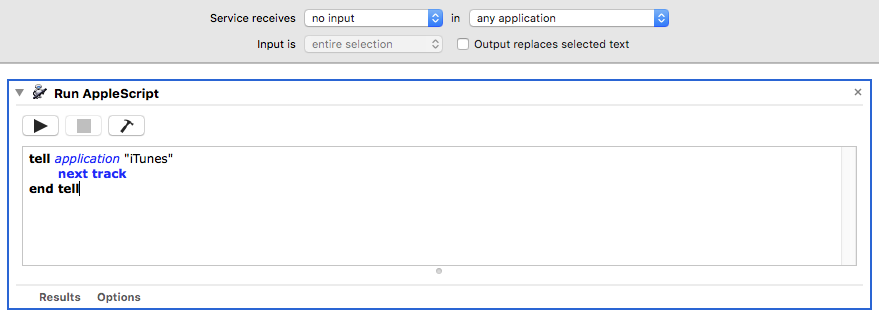 Service receives no input in any application
Input is entire selection Output replaces selected text
Run AppleScript
tell application "iTunes"
next track
end tell
Results Options